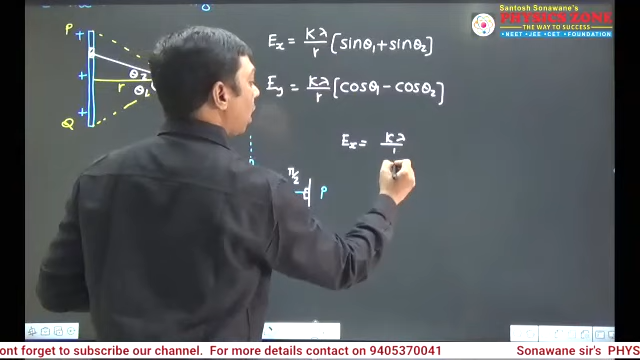 Santosh Sonawane's
PHYSICS ZONE
THE WAY TO SUCCESS
• NEET • JEE • CET • FOUNDATION
P +
+
+
Q
θ2
r θ1
Ex = Kλ/r [sinθ1 + sinθ2]
Ey = Kλ/r [cosθ1 - cosθ2]
Ex = Kλ
π/2
P
ont forget to subscribe our channel. For more details contact on 9405370041 Sonawane sir's PHYS